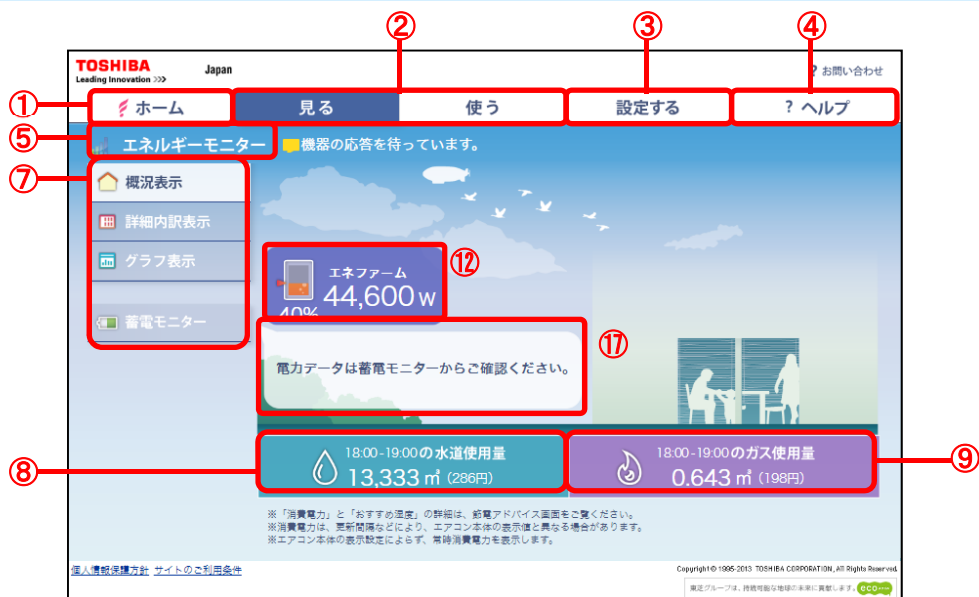 ② ③ ④
TOSHIBA
Leading Innovation >>> Japan ? お問い合わせ
① ホーム 見る 使う 設定する ? ヘルプ
⑤ エネルギーモニター 機器の応答を待っています。
⑦ 概況表示
詳細内訳表示
グラフ表示
蓄電モニター
エネファーム ⑫
44,600 W
40%
⑰
電力データは蓄電モニターからご確認ください。
⑧ 18:00-19:00の水道使用量
13,333 ㎥ (286円)
18:00-19:00のガス使用量 ⑨
0.643 ㎥ (198円)
※「消費電力」と「おすすめ温度」の詳細は、節電アドバイス画面をご覧ください。
※消費電力は、更新間隔などにより、エアコン本体の表示値と異なる場合があります。
※エアコン本体の表示設定によらず、常時消費電力を表示します。
個人情報保護方針 サイトのご利用条件
Copyright © 1995-2013 TOSHIBA CORPORATION, All Rights Reserved.
東芝グループは、持続可能な地球の未来に貢献します。 eco